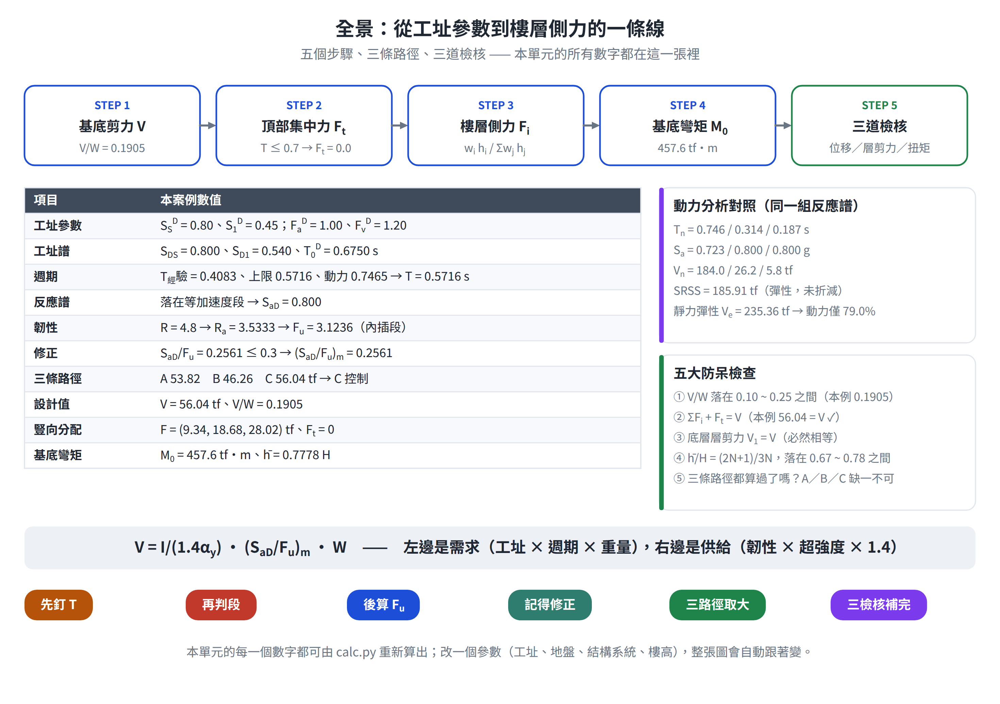 全景：從工址參數到樓層側力的一條線
五個步驟、三條路徑、三道檢核 —— 本單元的所有數字都在這一張裡
STEP 1
基底剪力 V
V/W = 0.1905
STEP 2
頂部集中力 Ft
T ≤ 0.7 → Ft = 0.0
STEP 3
樓層側力 Fi
wi hi / Σwj hj
STEP 4
基底彎矩 M0
457.6 tf・m
STEP 5
三道檢核
位移／層剪力／扭矩
項目 本案例數值
工址參數 SS^D = 0.80、S1^D = 0.45；Fa^D = 1.00、Fv^D = 1.20
工址譜 SDS = 0.800、SD1 = 0.540、T0^D = 0.6750 s
週期 T經驗 = 0.4083、上限 0.5716、動力 0.7465 → T = 0.5716 s
反應譜 落在等加速度段 → SaD = 0.800
韌性 R = 4.8 → Ra = 3.5333 → Fu = 3.1236（內插段）
修正 SaD/Fu = 0.2561 ≤ 0.3 → (SaD/Fu)m = 0.2561
三條路徑 A 53.82　B 46.26　C 56.04 tf → C 控制
設計值 V = 56.04 tf、V/W = 0.1905
豎向分配 F = (9.34, 18.68, 28.02) tf、Ft = 0
基底彎矩 M0 = 457.6 tf・m、h̄ = 0.7778 H
動力分析對照（同一組反應譜）
Tn = 0.746 / 0.314 / 0.187 s
Sa = 0.723 / 0.800 / 0.800 g
Vn = 184.0 / 26.2 / 5.8 tf
SRSS = 185.91 tf（彈性，未折減）
靜力彈性 Ve = 235.36 tf → 動力僅 79.0%
五大防呆檢查
① V/W 落在 0.10 ~ 0.25 之間（本例 0.1905）
② ΣFi + Ft = V（本例 56.04 = V ✓）
③ 底層層剪力 V1 = V（必然相等）
④ h̄/H = (2N+1)/3N，落在 0.67 ~ 0.78 之間
⑤ 三條路徑都算過了嗎？A／B／C 缺一不可
V = I/(1.4αy) • (SaD/Fu)m • W　——　左邊是需求（工址 × 週期 × 重量），右邊是供給（韌性 × 超強度 × 1.4）
先釘 T
再判段
後算 Fu
記得修正
三路徑取大
三檢核補完
本單元的每一個數字都可由 calc.py 重新算出；改一個參數（工址、地盤、結構系統、樓高），整張圖會自動跟著變。